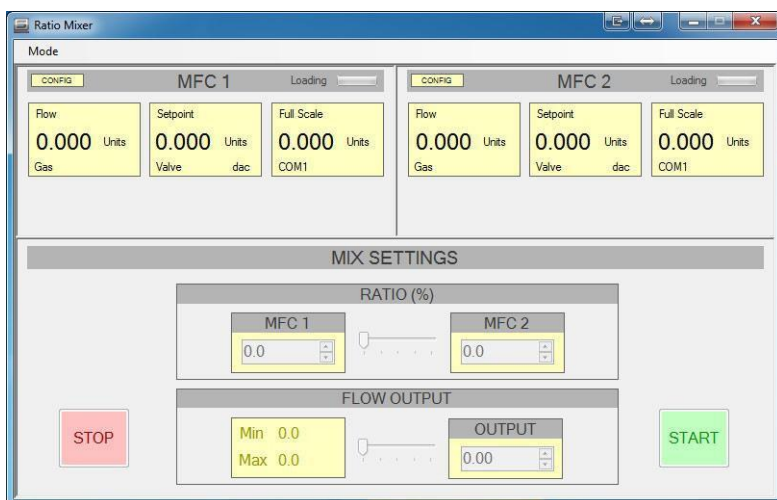 Ratio Mixer
Mode
CONFIG MFC 1 Loading
Flow Setpoint Full Scale
0.000 Units 0.000 Units 0.000 Units
Gas Valve dac COM1
CONFIG MFC 2 Loading
Flow Setpoint Full Scale
0.000 Units 0.000 Units 0.000 Units
Gas Valve dac COM1
MIX SETTINGS
RATIO (%)
MFC 1 MFC 2
0.0 0.0
FLOW OUTPUT
STOP
Min 0.0
Max 0.0
OUTPUT
0.00
START